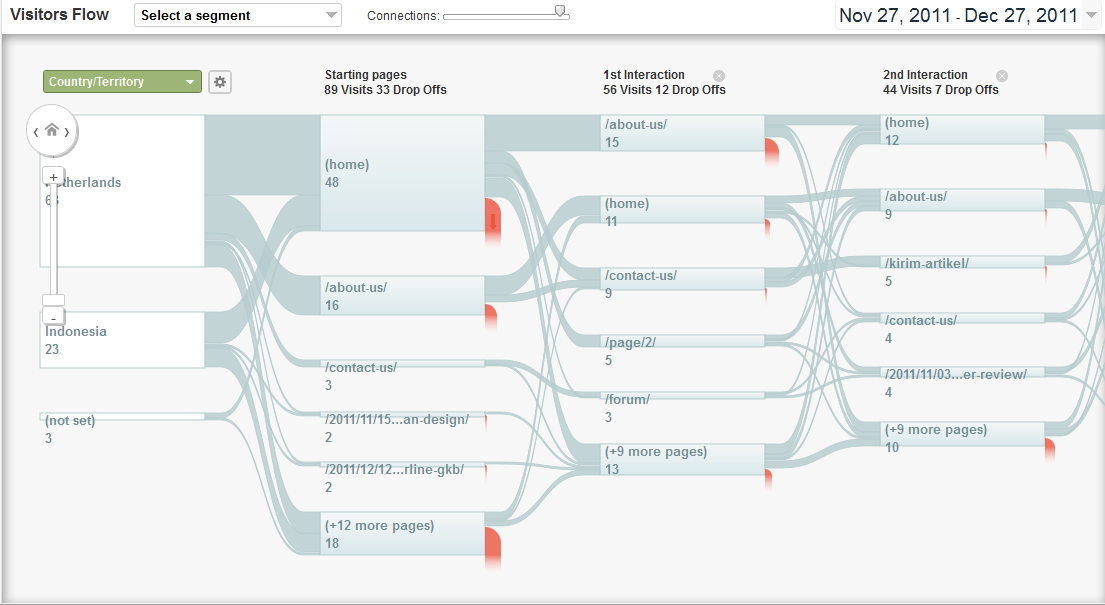 Visitors Flow
Select a segment
Connections:
Nov 27, 2011 - Dec 27, 2011
Country/Territory
Starting pages
89 Visits 33 Drop Offs
1st Interaction
56 Visits 12 Drop Offs
2nd Interaction
44 Visits 7 Drop Offs
Indonesia
23
(not set)
3
(home)
48
/about-us/
16
/contact-us/
3
/2011/11/15...an-design/
2
/2011/12/12...rline-gkb/
2
(+12 more pages)
18
/about-us/
15
(home)
11
/contact-us/
9
/page/2/
5
/forum/
3
(+9 more pages)
13
(home)
12
/about-us/
9
/kirim-artikel/
5
/contact-us/
4
/2011/11/03...er-review/
4
(+9 more pages)
10